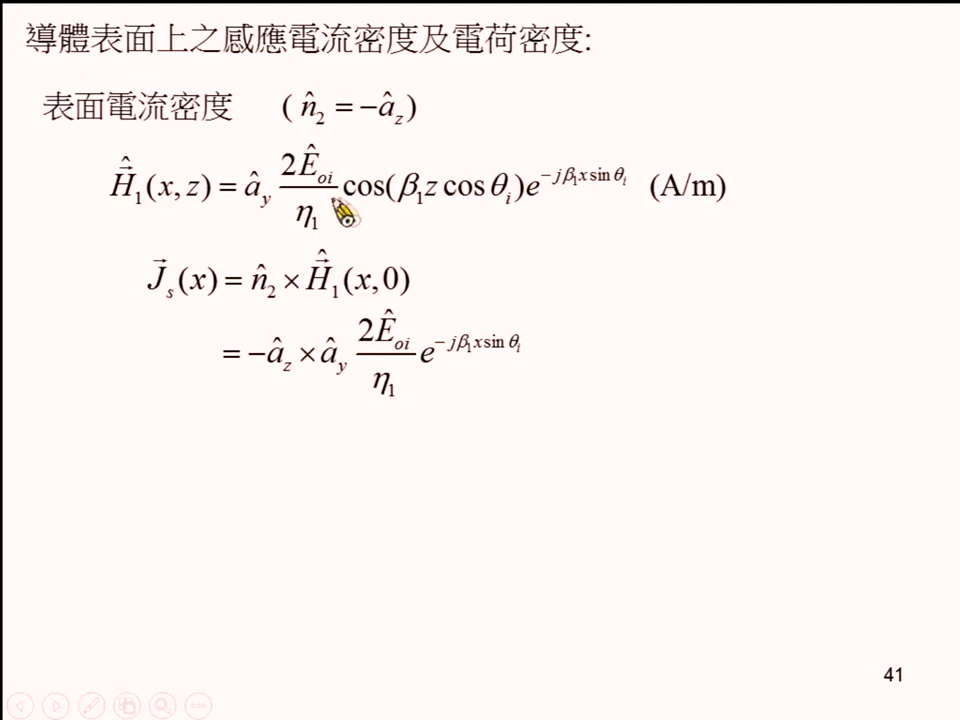 導體表面上之感應電流密度及電荷密度:
表面電流密度 ( n̂₂ = −âz )
H⃗̂₁(x, z) = ây (2Êoi / η₁) cos(β₁z cos θi) e^(−jβ₁x sin θi) (A/m)
J⃗s(x) = n̂₂ × H⃗̂₁(x,0)
= −âz × ây (2Êoi / η₁) e^(−jβ₁x sin θi)
41